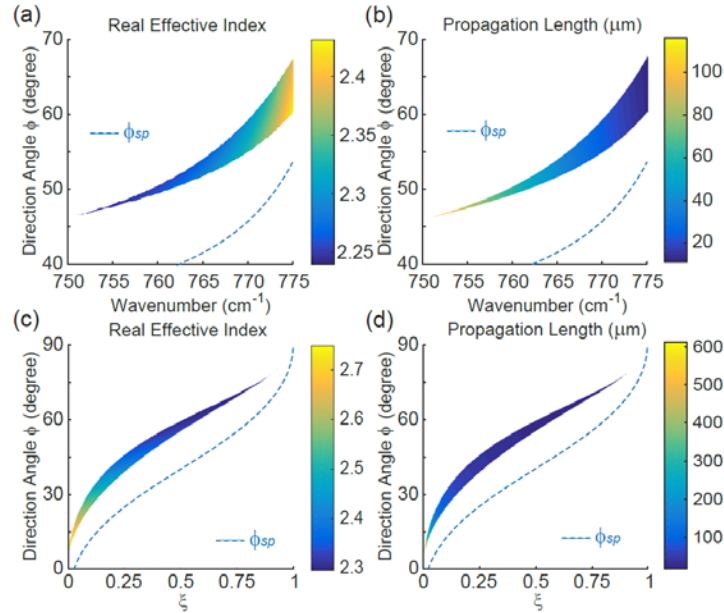 (a) Real Effective Index
70
60
50
40
Direction Angle ϕ (degree)
ϕsp
750 755 760 765 770 775
Wavenumber (cm⁻¹)
2.4
2.35
2.3
2.25
(b) Propagation Length (μm)
70
60
50
40
Direction Angle ϕ (degree)
ϕsp
750 755 760 765 770 775
Wavenumber (cm⁻¹)
100
80
60
40
20
(c) Real Effective Index
90
60
30
0
Direction Angle ϕ (degree)
ϕsp
0 0.25 0.5 0.75 1
ξ
2.7
2.6
2.5
2.4
2.3
(d) Propagation Length (μm)
90
60
30
0
Direction Angle ϕ (degree)
ϕsp
0 0.25 0.5 0.75 1
ξ
600
500
400
300
200
100